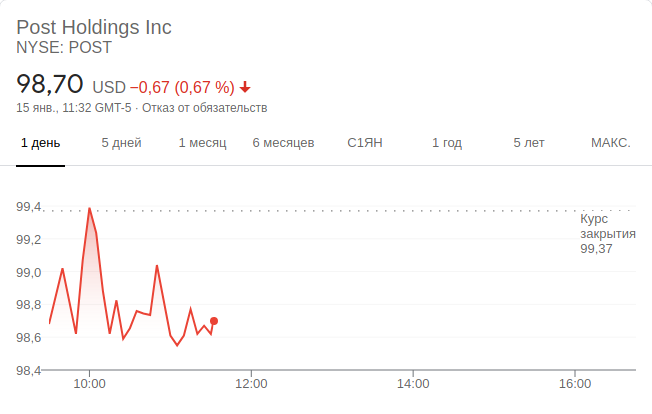 Post Holdings Inc
NYSE: POST
98,70 USD −0,67 (0,67 %)
15 янв., 11:32 GMT-5 · Отказ от обязательств
1 день 5 дней 1 месяц 6 месяцев С1ЯН 1 год 5 лет МАКС.
99,4
Курс
закрытия
99,37
99,2
99,0
98,8
98,6
98,4
10:00 12:00 14:00 16:00